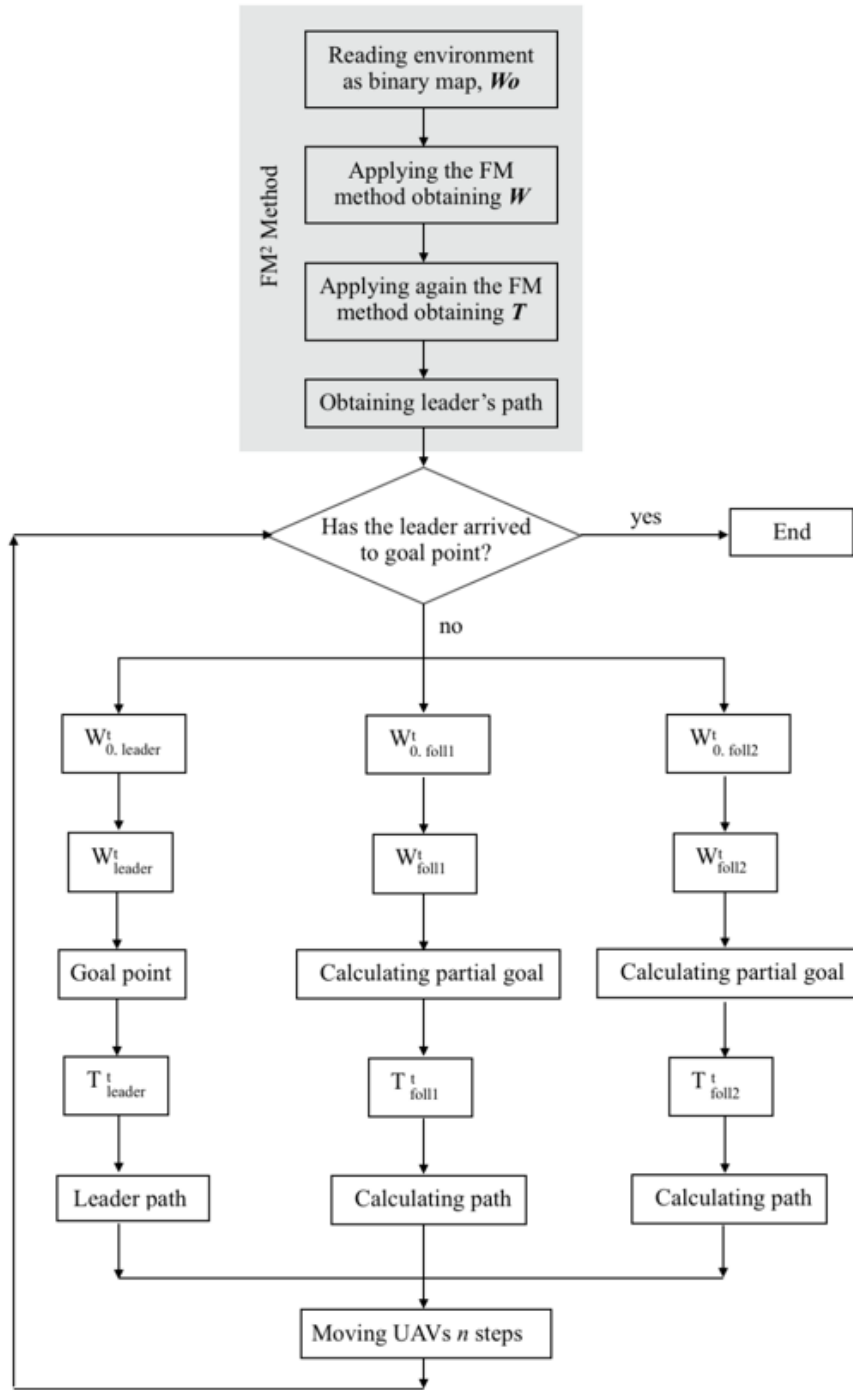 Reading environment
as binary map, Wo
Applying the FM
method obtaining W
Applying again the FM
method obtaining T
Obtaining leader's path
FM² Method
Has the leader arrived
to goal point?
yes
End
no
Wᵗ0. leader
Wᵗ0. foll1
Wᵗ0. foll2
Wᵗleader
Wᵗfoll1
Wᵗfoll2
Goal point
Calculating partial goal
Calculating partial goal
T ᵗleader
T ᵗfoll1
T ᵗfoll2
Leader path
Calculating path
Calculating path
Moving UAVs n steps